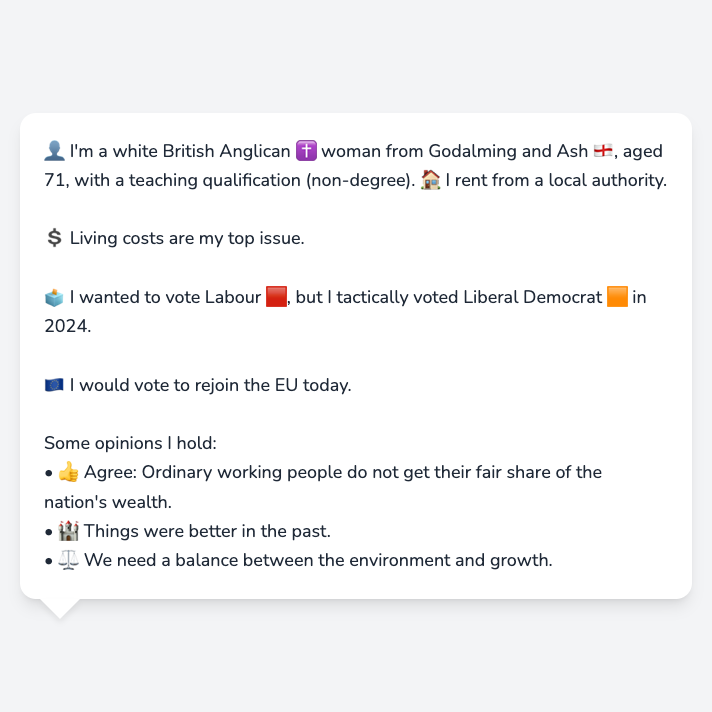 👤 I'm a white British Anglican ✝️ woman from Godalming and Ash 🏴󠁧󠁢󠁥󠁮󠁧󠁿, aged
71, with a teaching qualification (non-degree). 🏠 I rent from a local authority.
💲 Living costs are my top issue.
🗳️ I wanted to vote Labour 🟥, but I tactically voted Liberal Democrat 🟧 in
2024.
🇪🇺 I would vote to rejoin the EU today.
Some opinions I hold:
• 👍 Agree: Ordinary working people do not get their fair share of the
nation's wealth.
• 🏰 Things were better in the past.
• ⚖️ We need a balance between the environment and growth.